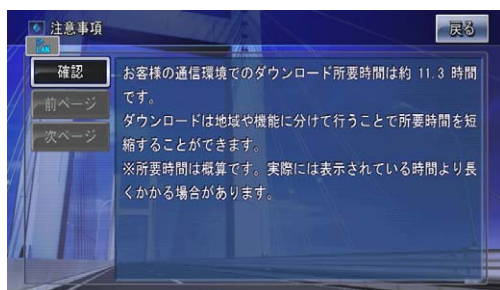 注意事項
戻る
LAN
確認
前ページ
次ページ
お客様の通信環境でのダウンロード所要時間は約 11.3 時間
です。
ダウンロードは地域や機能に分けて行うことで所要時間を短
縮することができます。
※所要時間は概算です。実際には表示されている時間より長
くかかる場合があります。